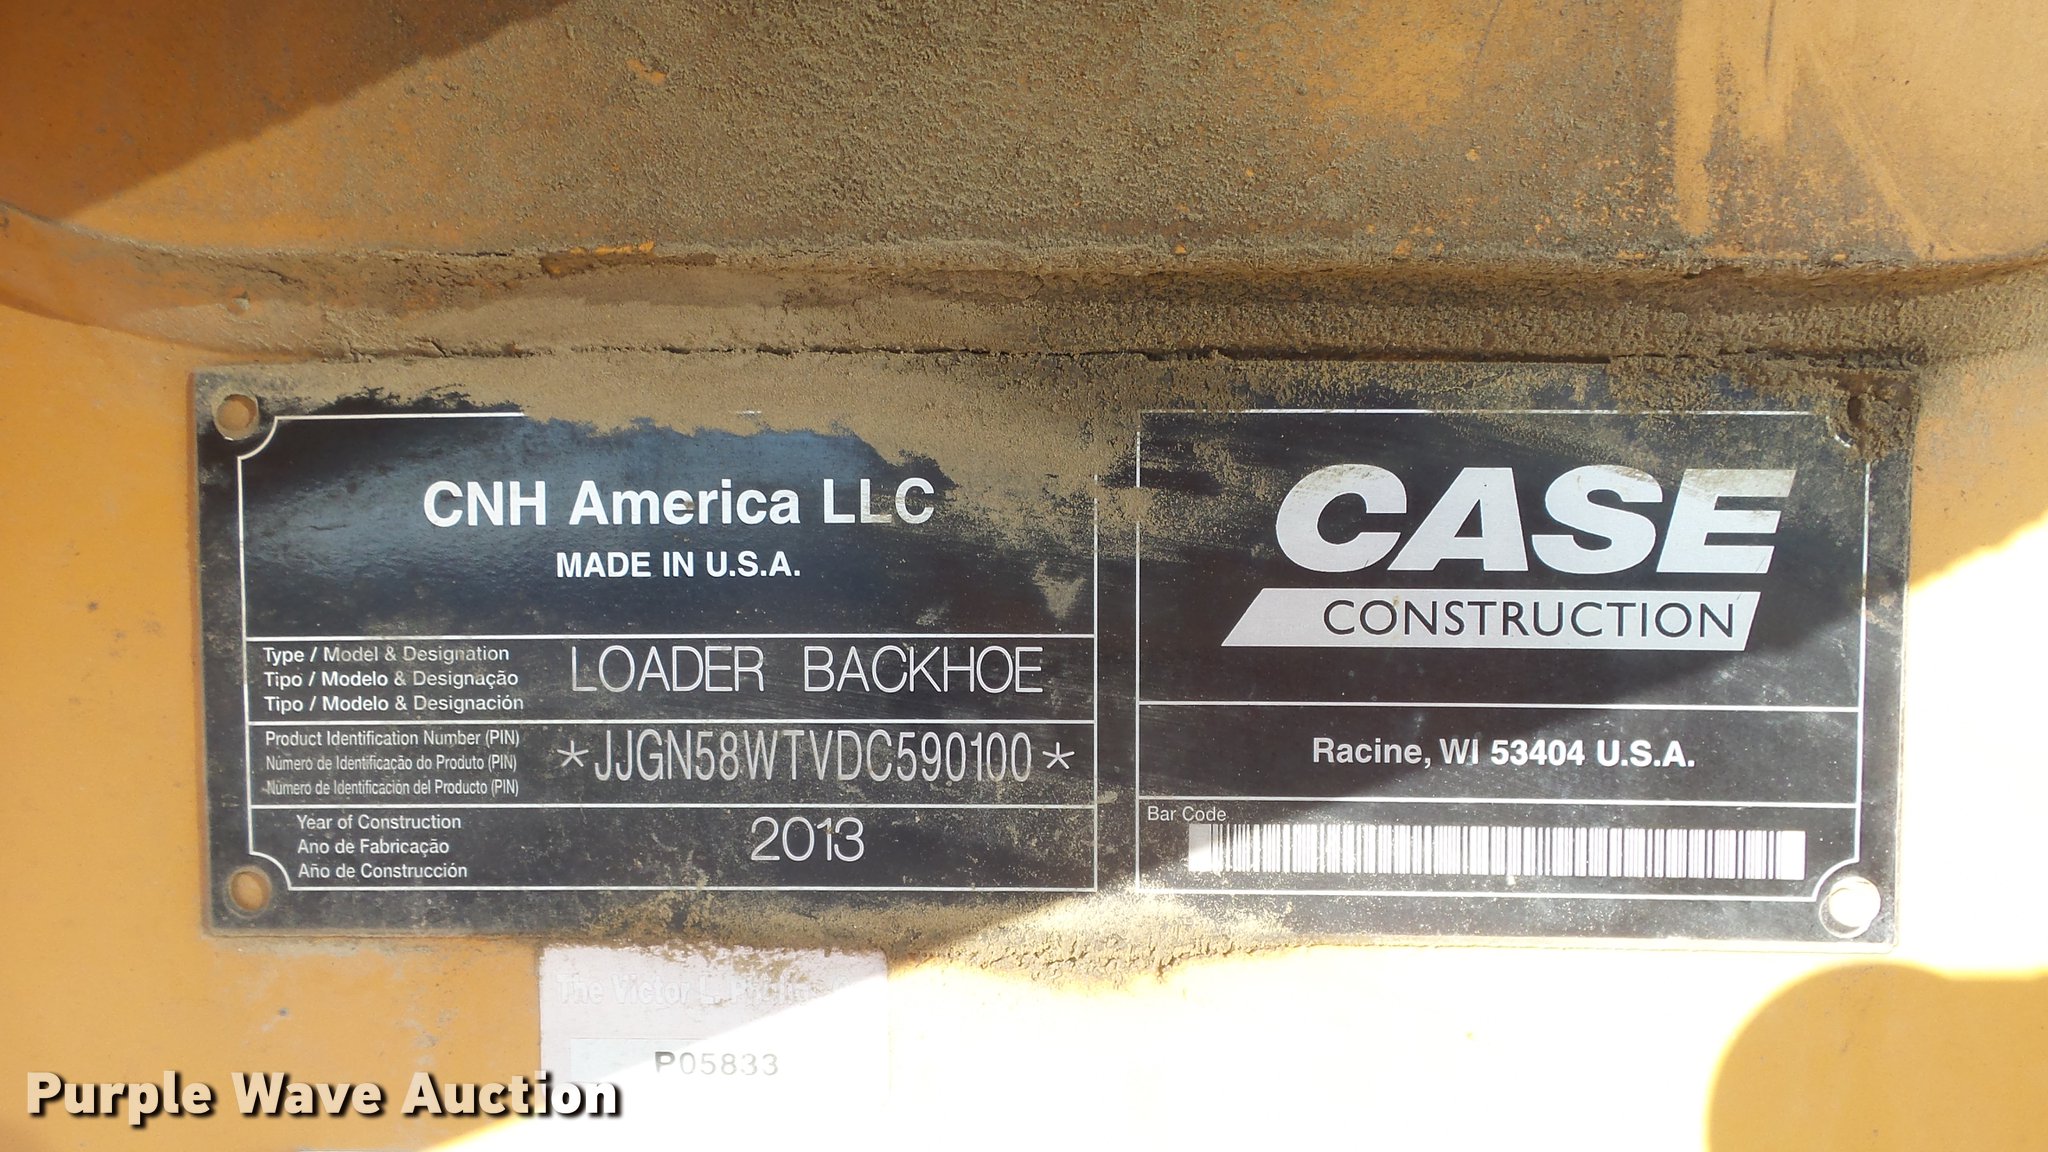 CNH America LLC
MADE IN U.S.A.
Type / Model & Designation
Tipo / Modelo & Designação
Tipo / Modelo & Designación
LOADER BACKHOE
Product Identification Number (PIN)
Número de Identificação do Produto (PIN)
Número de Identificación del Producto (PIN)
*JJGN58WTVDC590100*
Year of Construction
Ano de Fabricação
Año de Construcción
2013
CASE
CONSTRUCTION
Racine, WI 53404 U.S.A.
Bar Code
The Victor L.
P05833
Purple Wave Auction